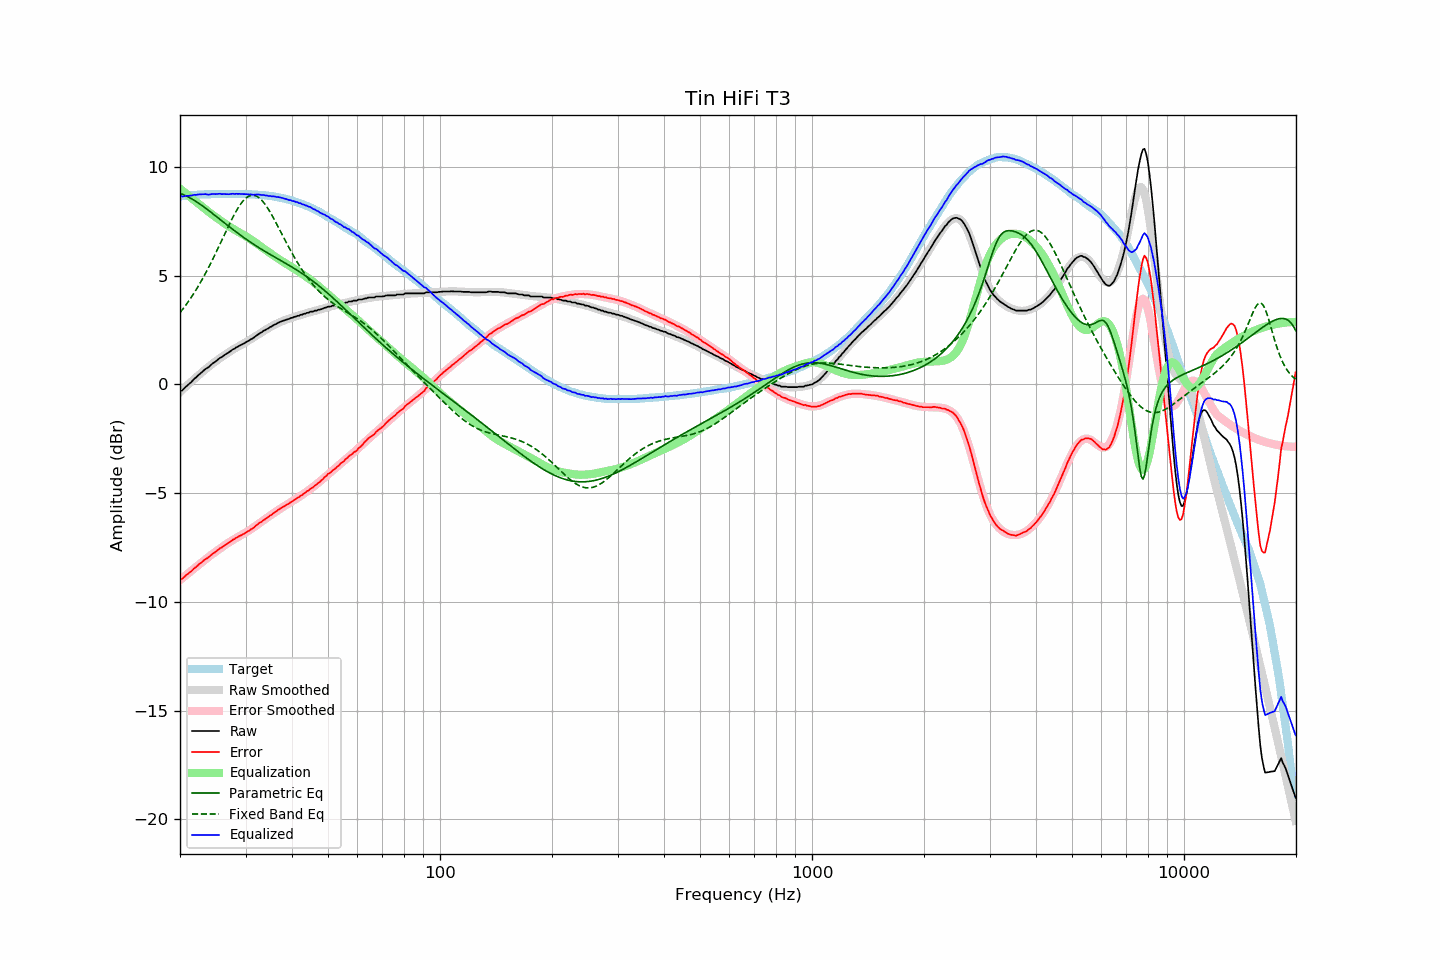 Tin HiFi T3
Amplitude (dBr)
10
5
0
−5
−10
−15
−20
Target
Raw Smoothed
Error Smoothed
Raw
Error
Equalization
Parametric Eq
Fixed Band Eq
Equalized
100
1000
10000
Frequency (Hz)